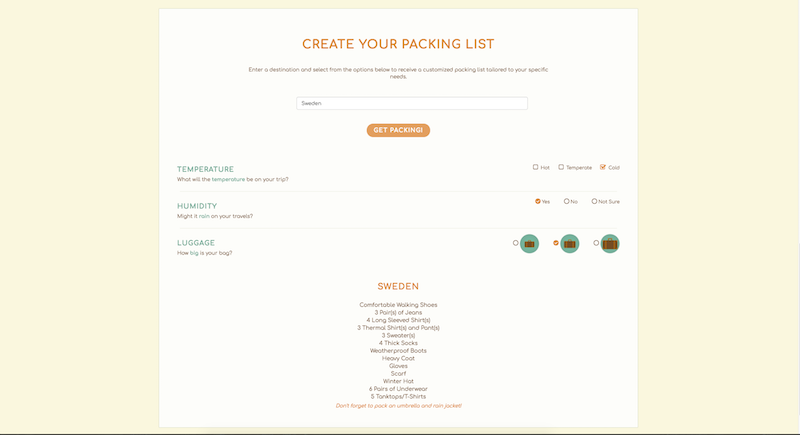 CREATE YOUR PACKING LIST
Enter a destination and select from the options below to receive a customized packing list tailored to your specific
needs.
Sweden
GET PACKING!
TEMPERATURE
What will the temperature be on your trip?
Hot Temperate Cold
HUMIDITY
Might it rain on your travels?
Yes No Not Sure
LUGGAGE
How big is your bag?
SWEDEN
Comfortable Walking Shoes
3 Pair(s) of Jeans
4 Long Sleeved Shirt(s)
3 Thermal Shirt(s) and Pant(s)
3 Sweater(s)
4 Thick Socks
Weatherproof Boots
Heavy Coat
Gloves
Scarf
Winter Hat
6 Pairs of Underwear
5 Tanktops/T-Shirts
Don't forget to pack an umbrella and rain jacket!